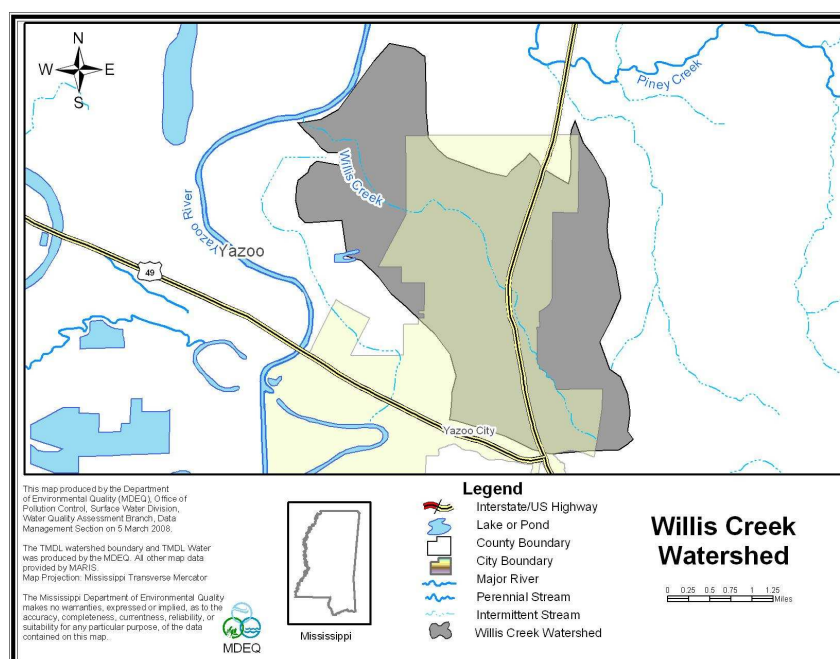 N
W E
S
Piney Creek
Willis Creek
Yazoo River
Yazoo
49
Yazoo City
This map produced by the Department
of Environmental Quality (MDEQ), Office of
Pollution Control, Surface Water Division,
Water Quality Assessment Branch, Data
Management Section on 5 March 2008.
The TMDL watershed boundary and TMDL Water
was produced by the MDEQ. All other map data
provided by MARIS.
Map Projection: Mississippi Transverse Mercator
The Mississippi Department of Environmental Quality
makes no warranties, expressed or implied, as to the
accuracy, completeness, currentness, reliability, or
suitability for any particular purpose, of the data
contained on this map.
MDEQ
Mississippi
Legend
Interstate/US Highway
Lake or Pond
County Boundary
City Boundary
Major River
Perennial Stream
Intermittent Stream
Willis Creek Watershed
Willis Creek
Watershed
0 0.25 0.5 0.75 1 1.25
Miles